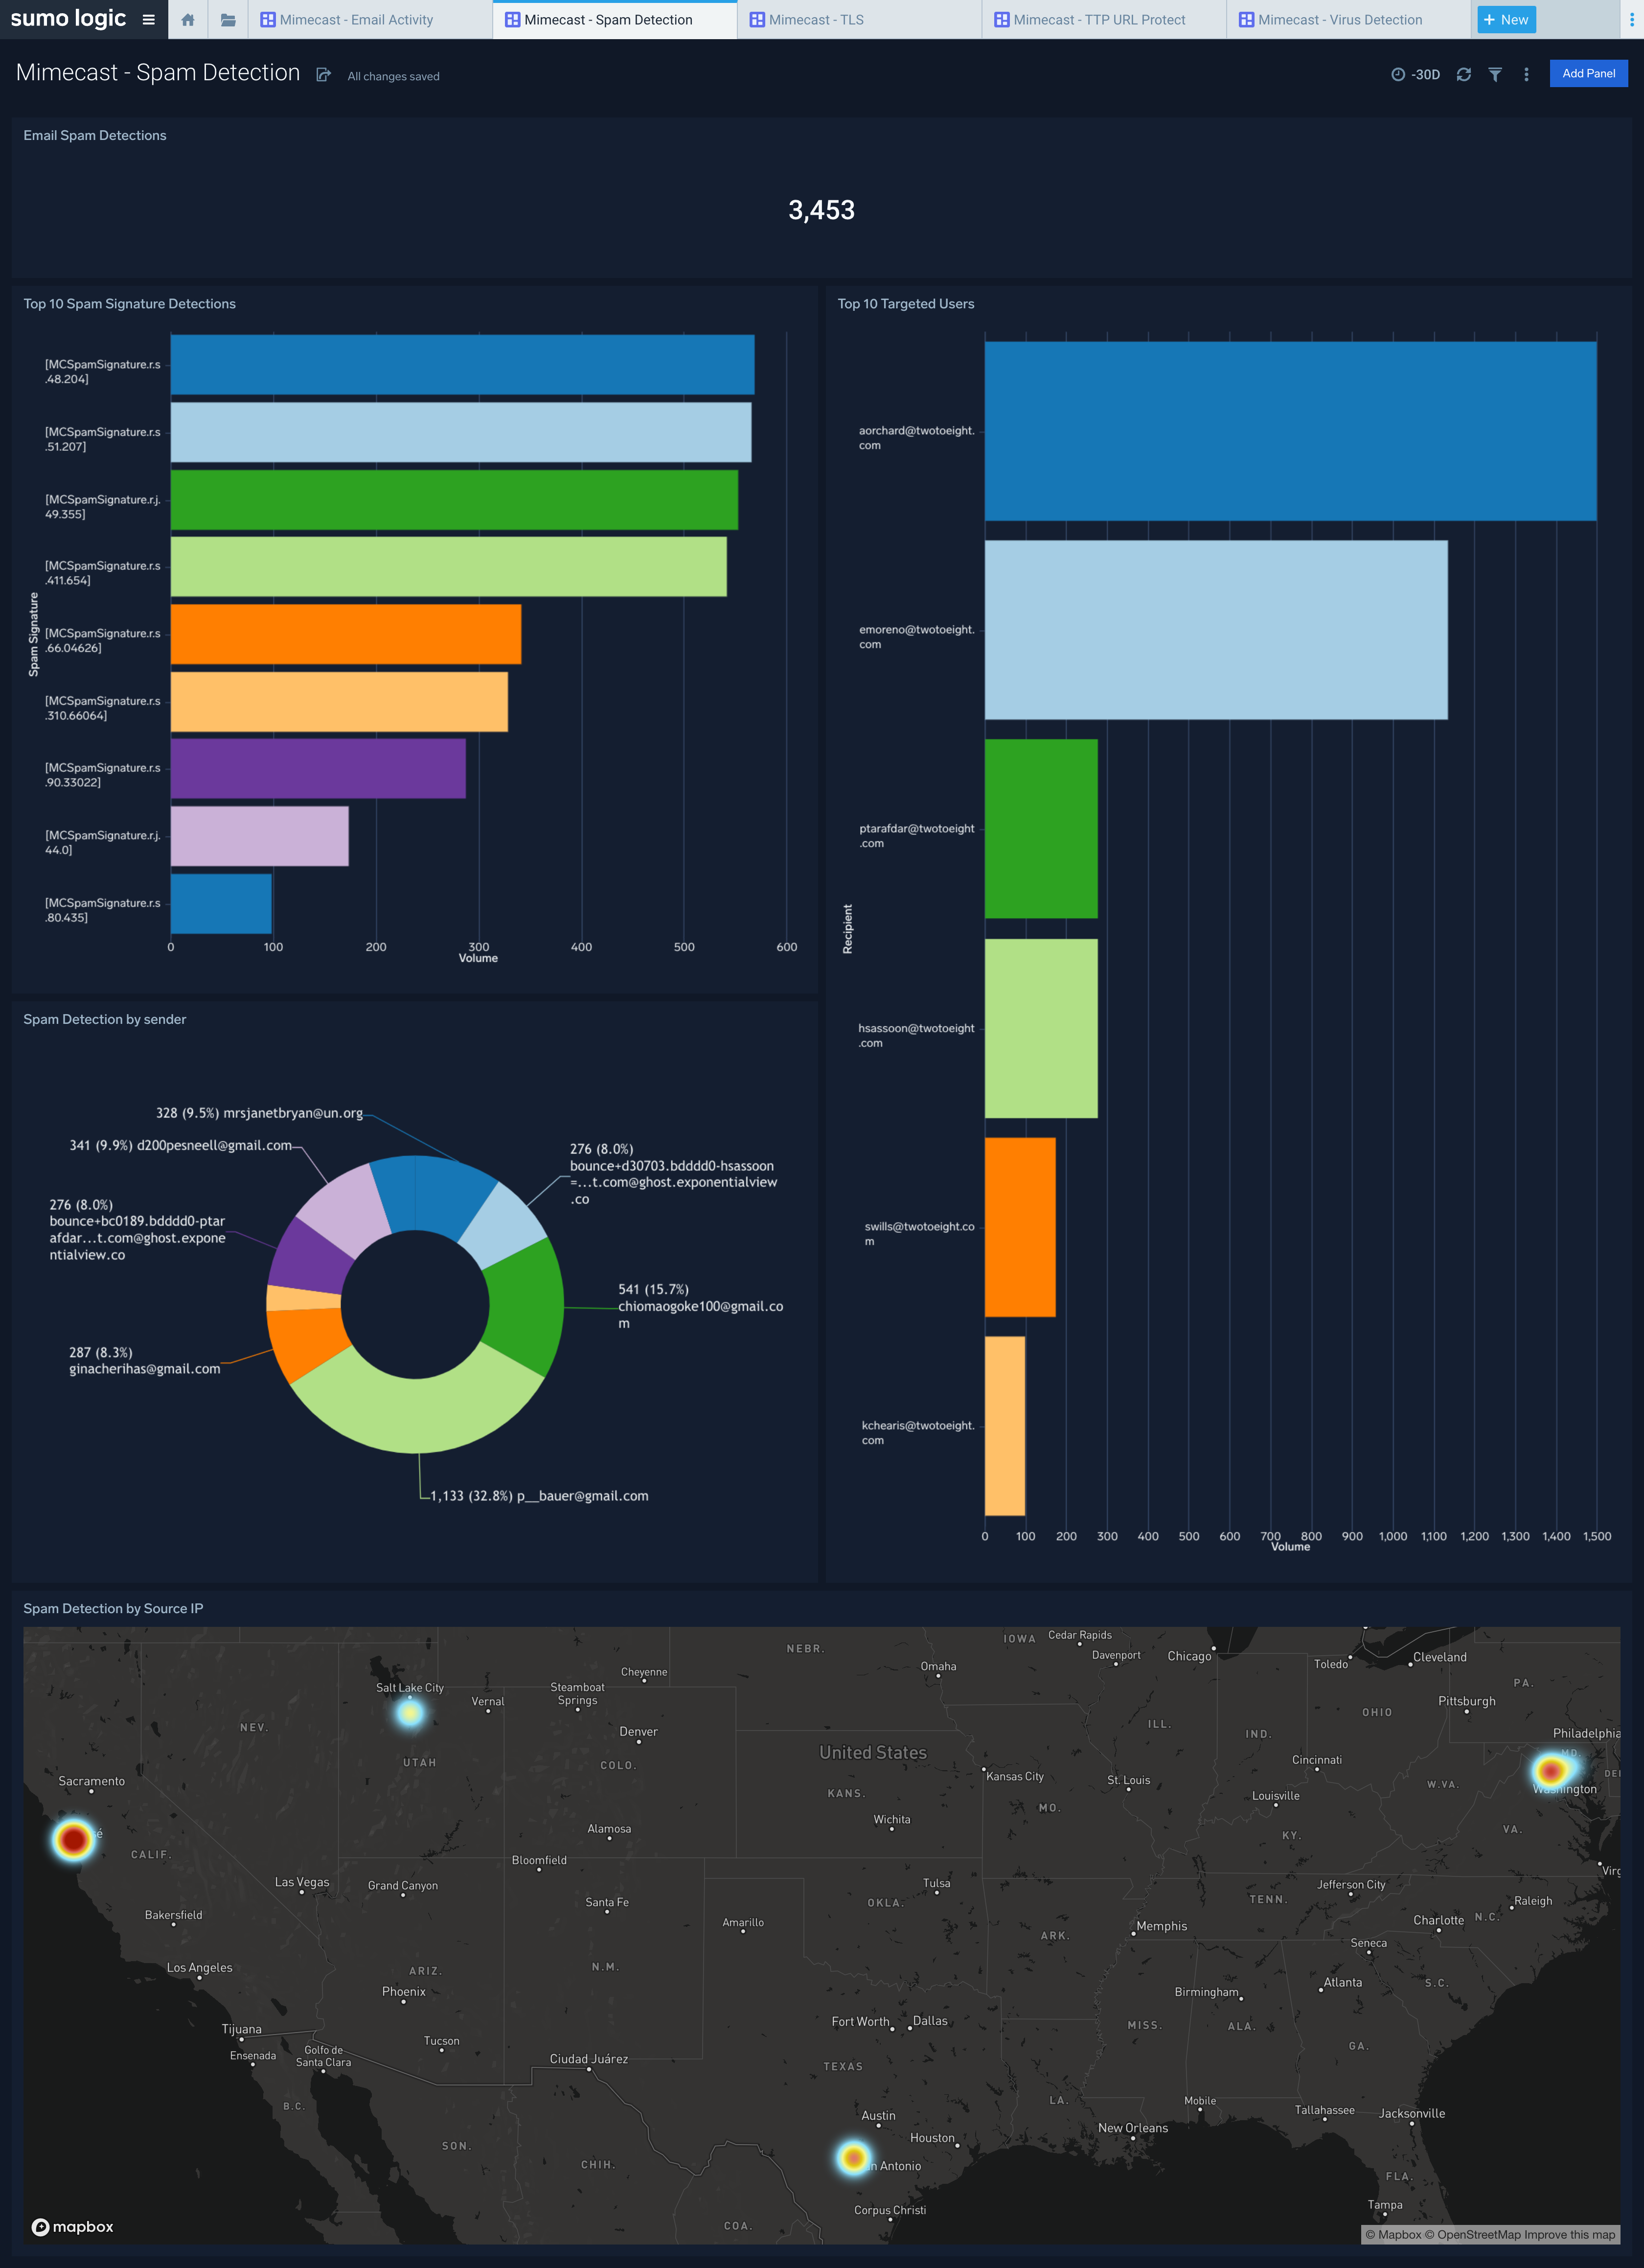 sumo logic
Mimecast - Email Activity
Mimecast - Spam Detection
Mimecast - TLS
Mimecast - TTP URL Protect
Mimecast - Virus Detection
+ New
Mimecast - Spam Detection
All changes saved
-30D
Add Panel
Email Spam Detections
3,453
Top 10 Spam Signature Detections
[MCSpamSignature.r.s
.48.204]
[MCSpamSignature.r.s
.51.207]
[MCSpamSignature.r.j.
49.355]
[MCSpamSignature.r.s
.411.654]
[MCSpamSignature.r.s
.66.04626]
[MCSpamSignature.r.s
.310.66064]
[MCSpamSignature.r.s
.90.33022]
[MCSpamSignature.r.j.
44.0]
[MCSpamSignature.r.s
.80.435]
Spam Signature
0 100 200 300 400 500 600
Volume
Top 10 Targeted Users
aorchard@twotoeight.
com
emoreno@twotoeight.
com
ptarafdar@twotoeight
.com
hsassoon@twotoeight
.com
swills@twotoeight.co
m
kchearis@twotoeight.
com
Recipient
0 100 200 300 400 500 600 700 800 900 1,000 1,100 1,200 1,300 1,400 1,500
Volume
Spam Detection by sender
328 (9.5%) mrsjanetbryan@un.org
341 (9.9%) d200pesneell@gmail.com
276 (8.0%)
bounce+d30703.bdddd0-hsassoon
=...t.com@ghost.exponentialview
.co
276 (8.0%)
bounce+bc0189.bdddd0-ptar
afdar...t.com@ghost.expone
ntialview.co
541 (15.7%)
chiomaogoke100@gmail.co
m
287 (8.3%)
ginacherihas@gmail.com
1,133 (32.8%) p__bauer@gmail.com
Spam Detection by Source IP
NEBR.
IOWA
Cedar Rapids
Davenport
Chicago
Toledo
Cleveland
Omaha
Cheyenne
PA.
Salt Lake City
Vernal
Steamboat
Springs
Pittsburgh
OHIO
NEV.
ILL.
IND.
Denver
Philadelphia
United States
MD.
UTAH
COLO.
Cincinnati
DEL
Kansas City
St. Louis
Sacramento
W.VA.
Washington
KANS.
Louisville
MO.
Wichita
Alamosa
é
KY.
VA.
CALIF.
Bloomfield
Virg
Las Vegas
Grand Canyon
Tulsa
Jefferson City
Santa Fe
OKLA.
TENN.
Raleigh
Bakersfield
Amarillo
Memphis
Charlotte
N.C.
ARK.
Seneca
Los Angeles
ARIZ.
N.M.
Atlanta
S.C.
Phoenix
Birmingham
Fort Worth
Dallas
Tijuana
MISS.
ALA.
Tucson
GA.
Ensenada
Golfo de
Santa Clara
Ciudad Juárez
TEXAS
B.C.
LA.
Mobile
Tallahassee
Jacksonville
Austin
New Orleans
Houston
SON.
CHIH.
n Antonio
FLA.
Corpus Christi
Tampa
COA.
mapbox
© Mapbox © OpenStreetMap Improve this map